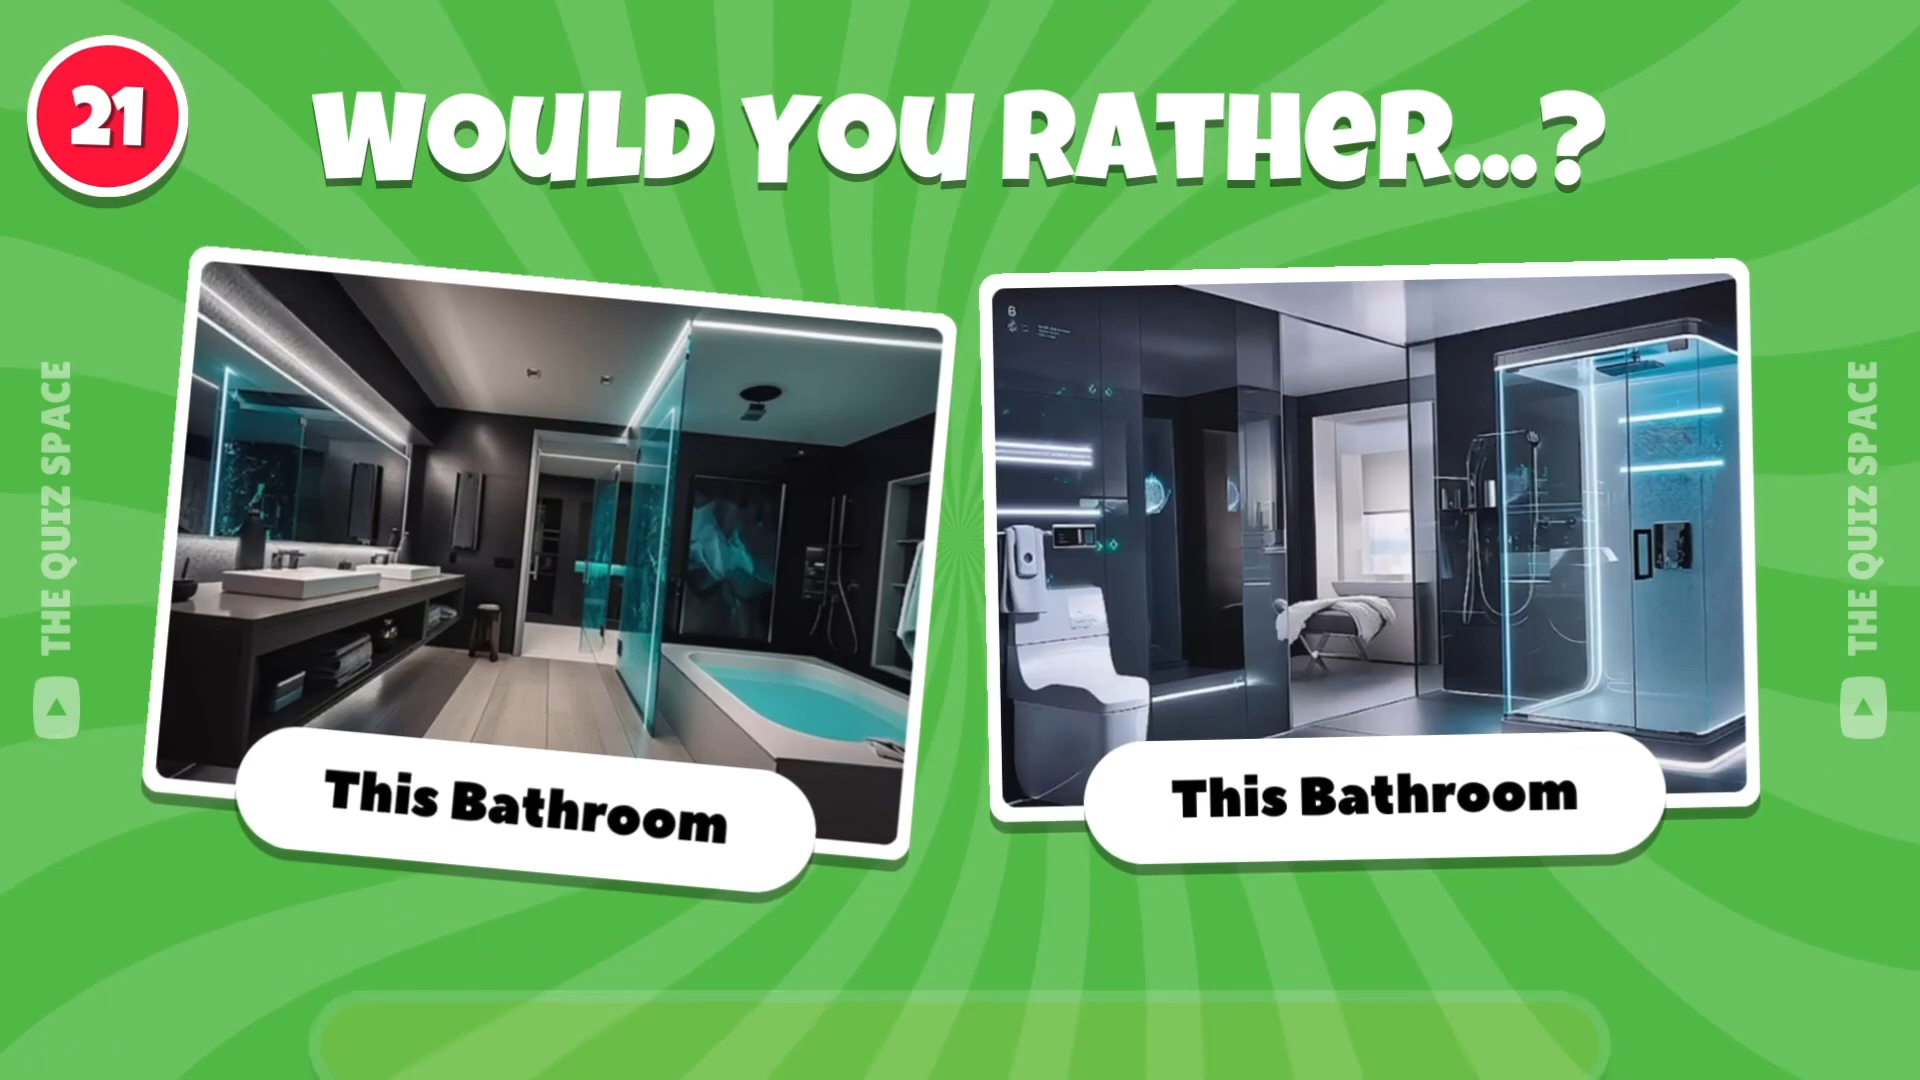 21
WOULD YOU RATHER...?
THE QUIZ SPACE
B
This Bathroom
This Bathroom
THE QUIZ SPACE